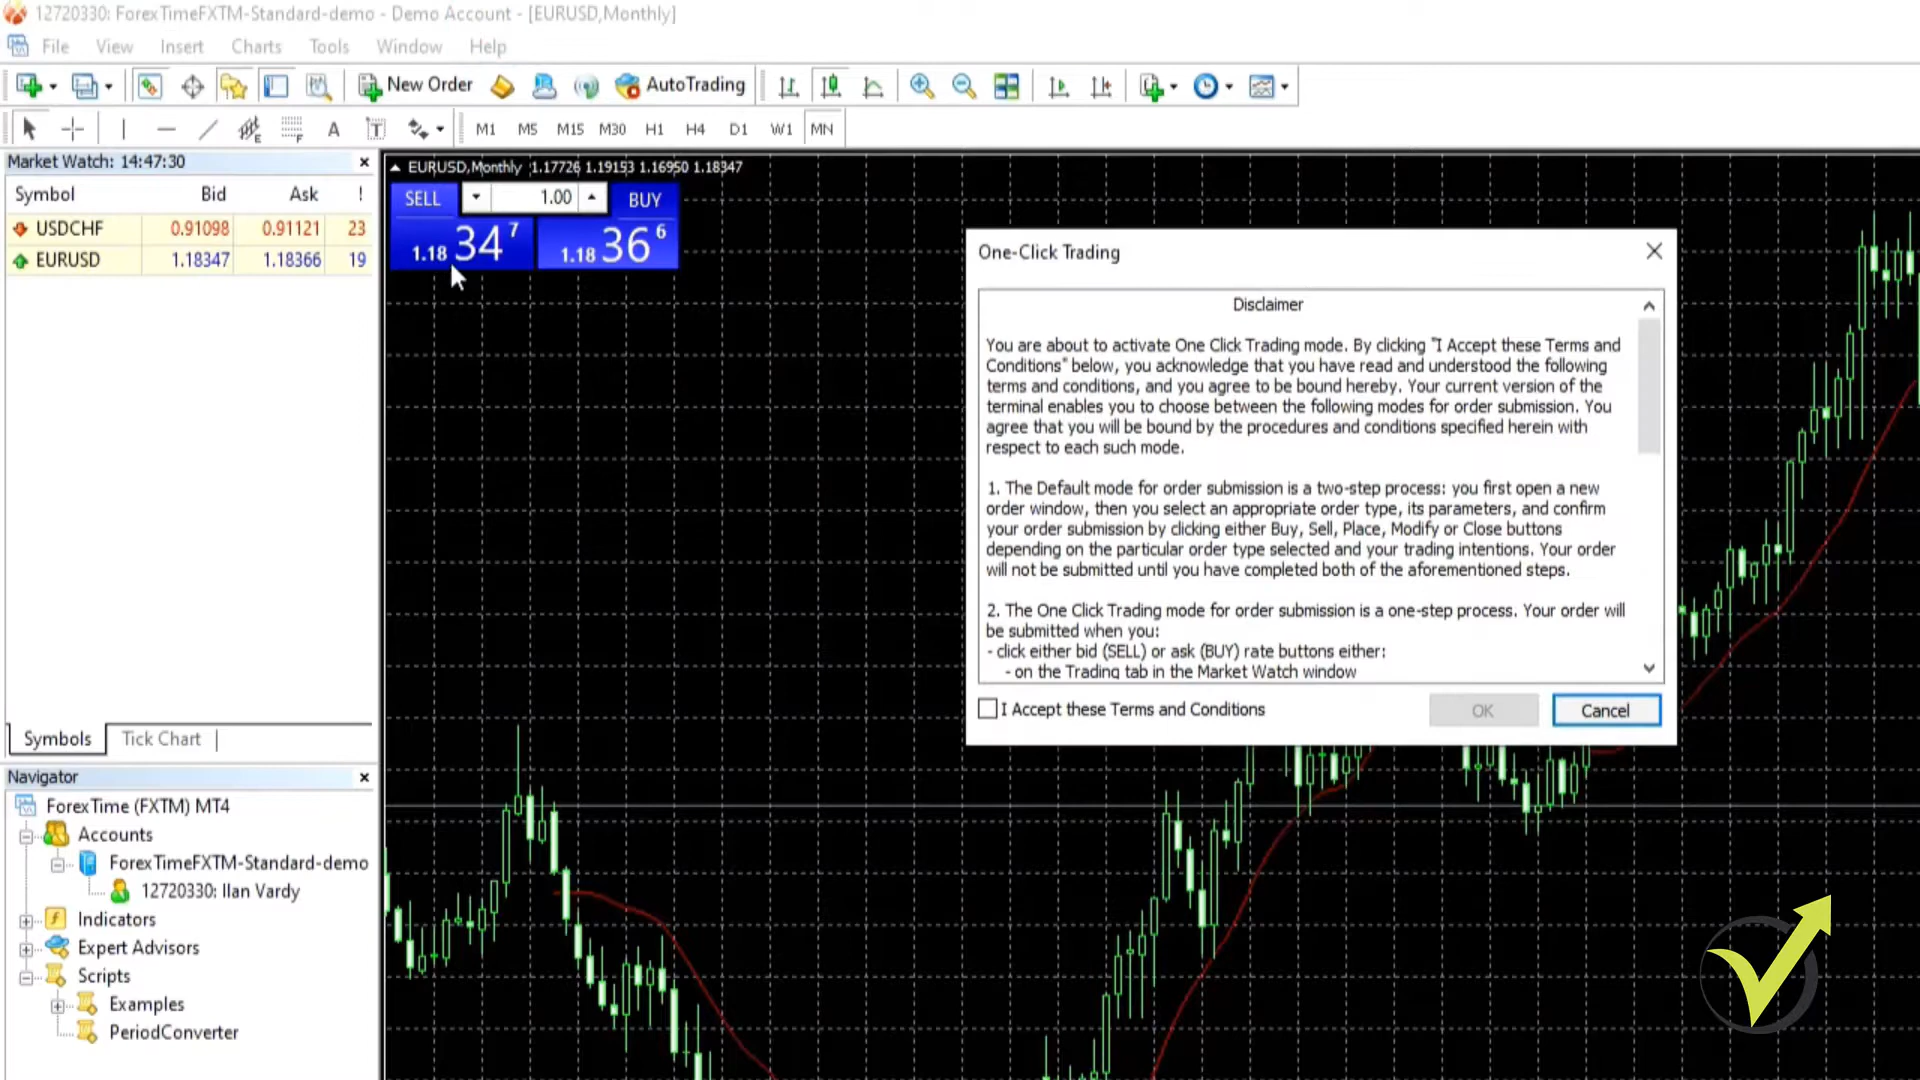 12720330: ForexTimeFXTM-Standard-demo - Demo Account - [EURUSD,Monthly]
File View Insert Charts Tools Window Help
New Order AutoTrading
E F A T M1 M5 M15 M30 H1 H4 D1 W1 MN
Market Watch: 14:47:30
Symbol Bid Ask !
USDCHF 0.91098 0.91121 23
EURUSD 1.18347 1.18366 19
Symbols Tick Chart
Navigator
ForexTime (FXTM) MT4
Accounts
ForexTimeFXTM-Standard-demo
12720330: Ilan Vardy
Indicators
Expert Advisors
Scripts
Examples
PeriodConverter
EURUSD,Monthly 1.17726 1.19153 1.16950 1.18347
SELL 1.00 BUY
1.18 34 7 1.18 36 6
One-Click Trading
Disclaimer
You are about to activate One Click Trading mode. By clicking "I Accept these Terms and
Conditions" below, you acknowledge that you have read and understood the following
terms and conditions, and you agree to be bound hereby. Your current version of the
terminal enables you to choose between the following modes for order submission. You
agree that you will be bound by the procedures and conditions specified herein with
respect to each such mode.
1. The Default mode for order submission is a two-step process: you first open a new
order window, then you select an appropriate order type, its parameters, and confirm
your order submission by clicking either Buy, Sell, Place, Modify or Close buttons
depending on the particular order type selected and your trading intentions. Your order
will not be submitted until you have completed both of the aforementioned steps.
2. The One Click Trading mode for order submission is a one-step process. Your order will
be submitted when you:
- click either bid (SELL) or ask (BUY) rate buttons either:
- on the Trading tab in the Market Watch window
I Accept these Terms and Conditions
OK Cancel